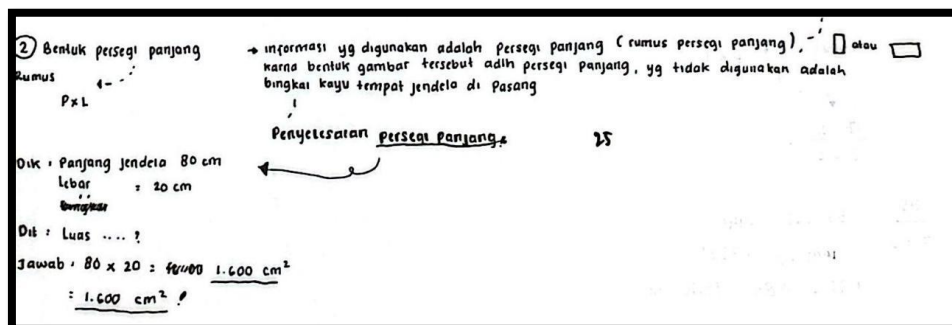 2 Bentuk persegi panjang
Rumus
P x L
→ informasi yg digunakan adalah Persegi panjang (rumus persegi panjang), atau
karna bentuk gambar tersebut adlh persegi panjang, yg tidak digunakan adalah
bingkai kayu tempat jendela di Pasang
Penyelesaian persegi Panjang
25
Dik : Panjang jendela 80 cm
Lebar = 20 cm
Dit : Luas .... ?
Jawab : 80 x 20 = 1.600 cm²
= 1.600 cm² !